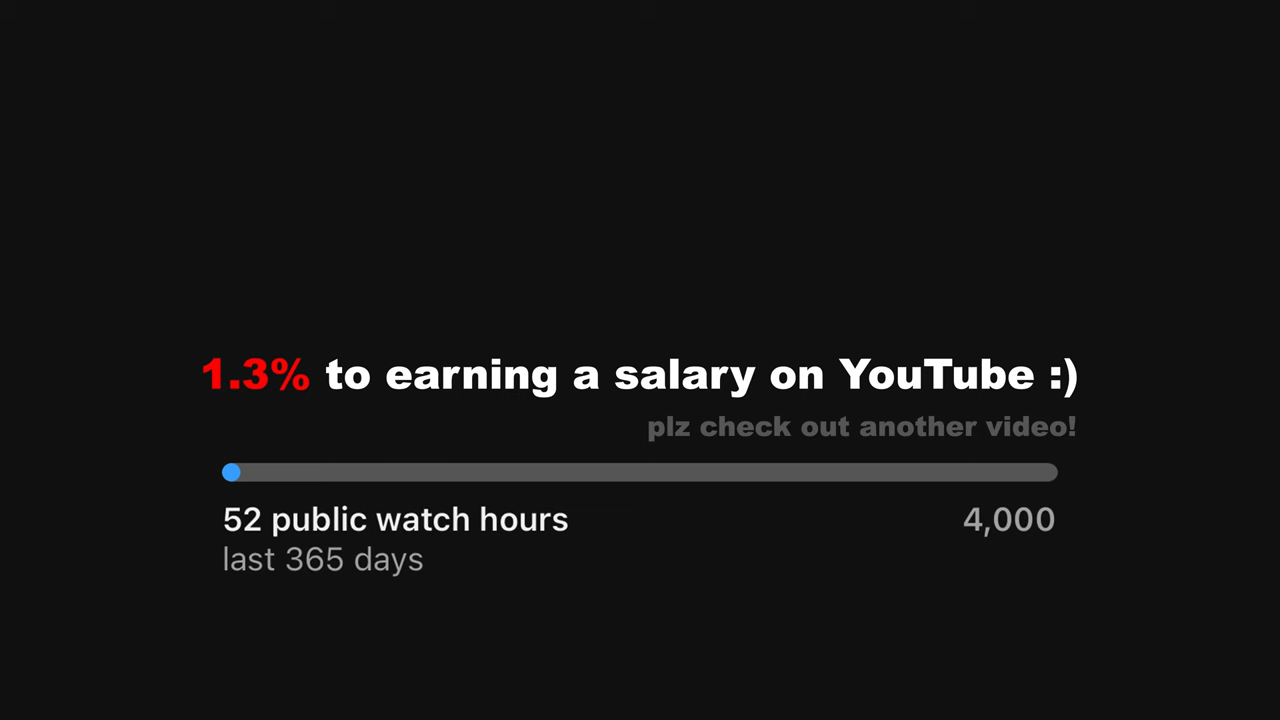 1.3% to earning a salary on YouTube :)
plz check out another video!
52 public watch hours 4,000
last 365 days